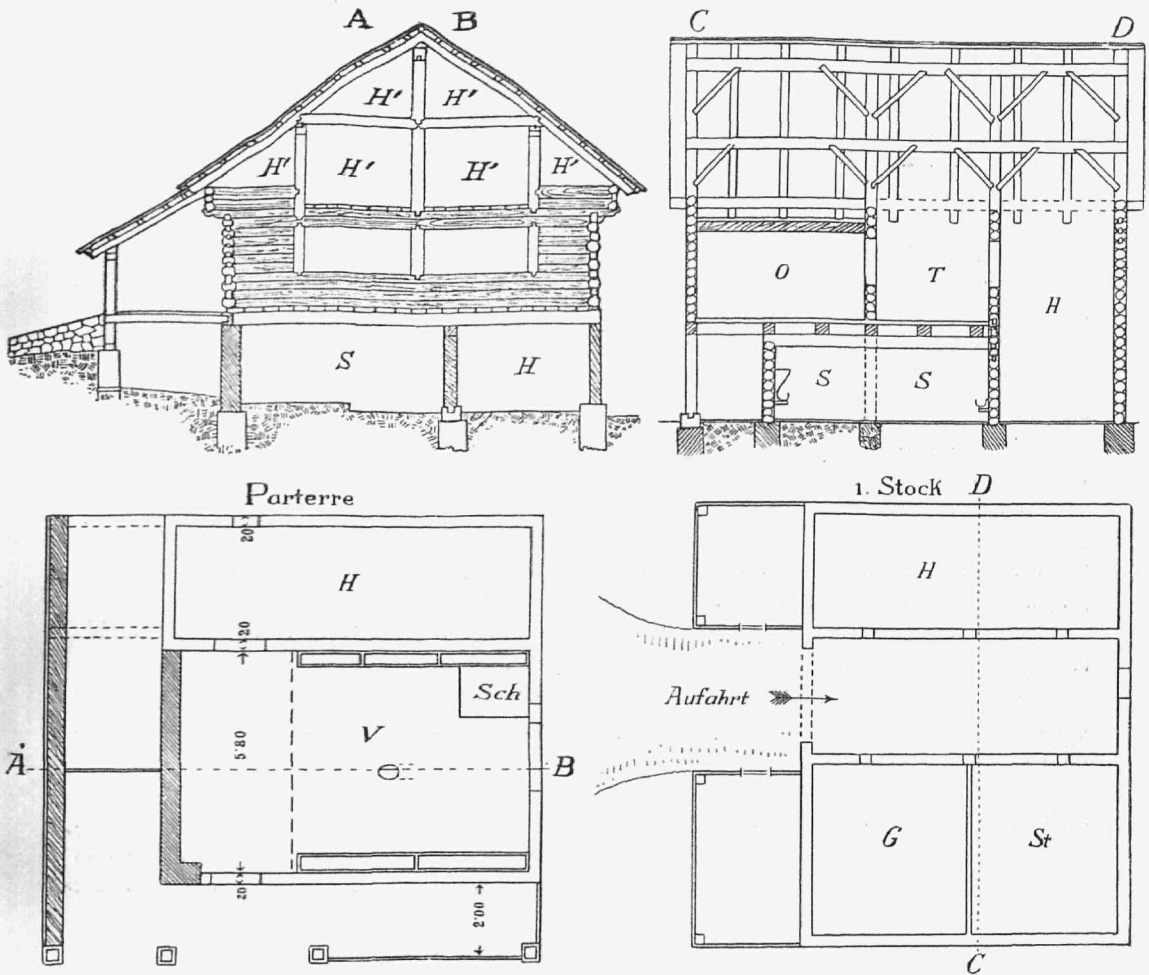 A B
H' H'
H' H' H' H'
S H
C D
O T H
S S
Parterre
20
H
20
Sch
V
5'80
A B
20
2'00
1. Stock D
H
Aufahrt
G St
C